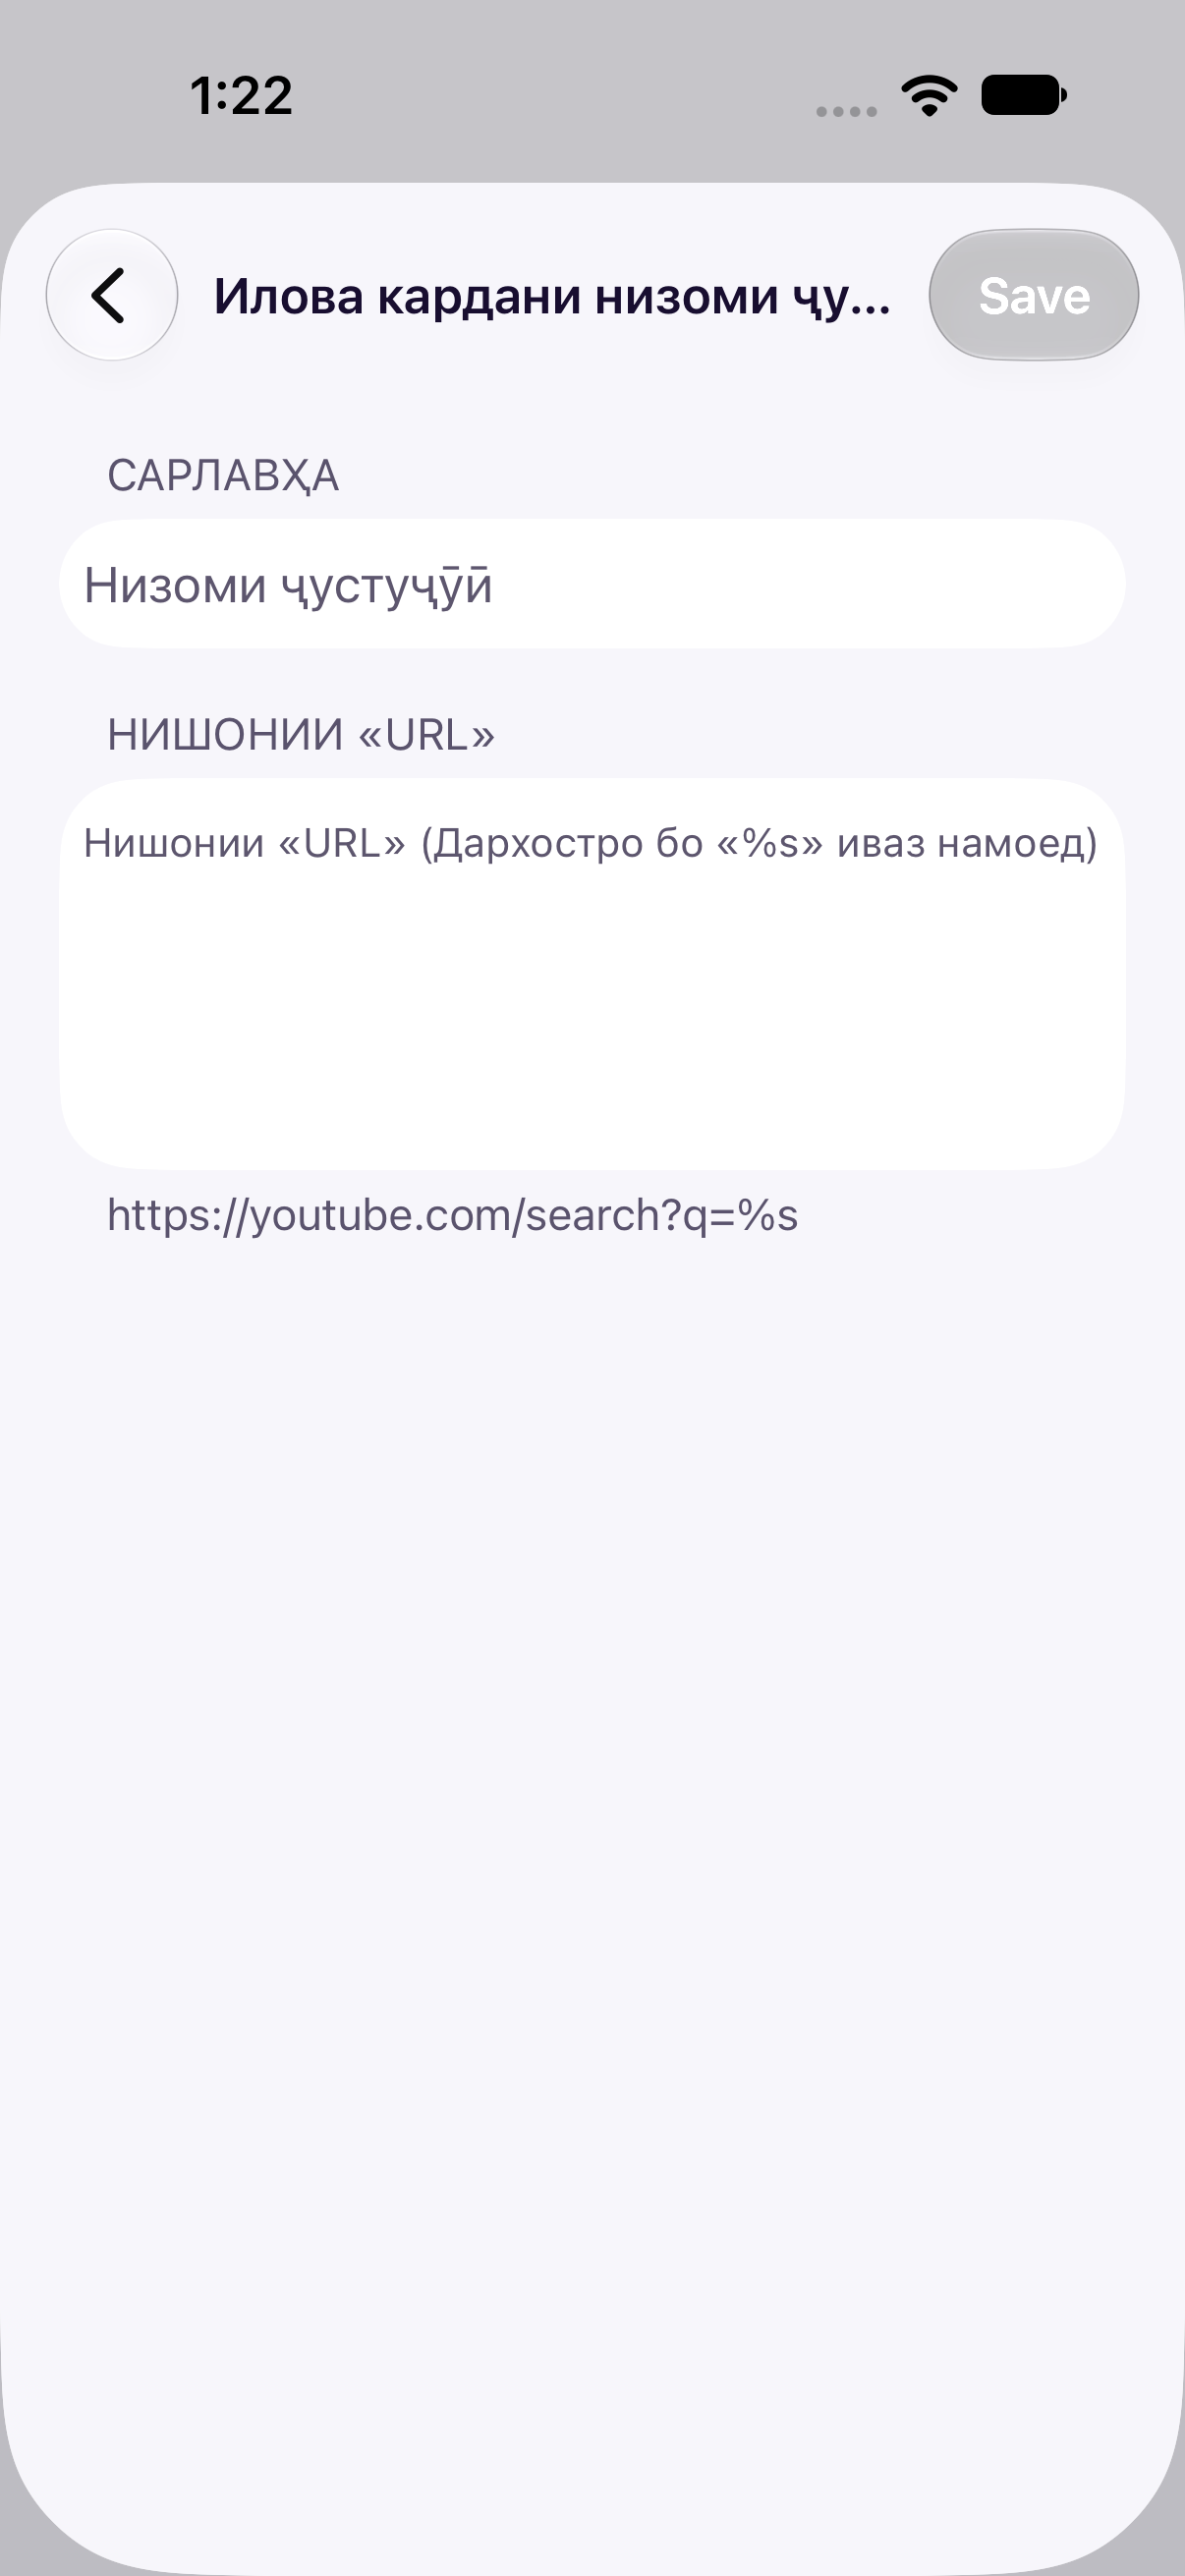 1:22
Илова кардани низоми ҷу...
Save
САРЛАВҲА
Низоми ҷустуҷӯӣ
НИШОНИИ «URL»
Нишонии «URL» (Дархостро бо «%s» иваз намоед)
https://youtube.com/search?q=%s